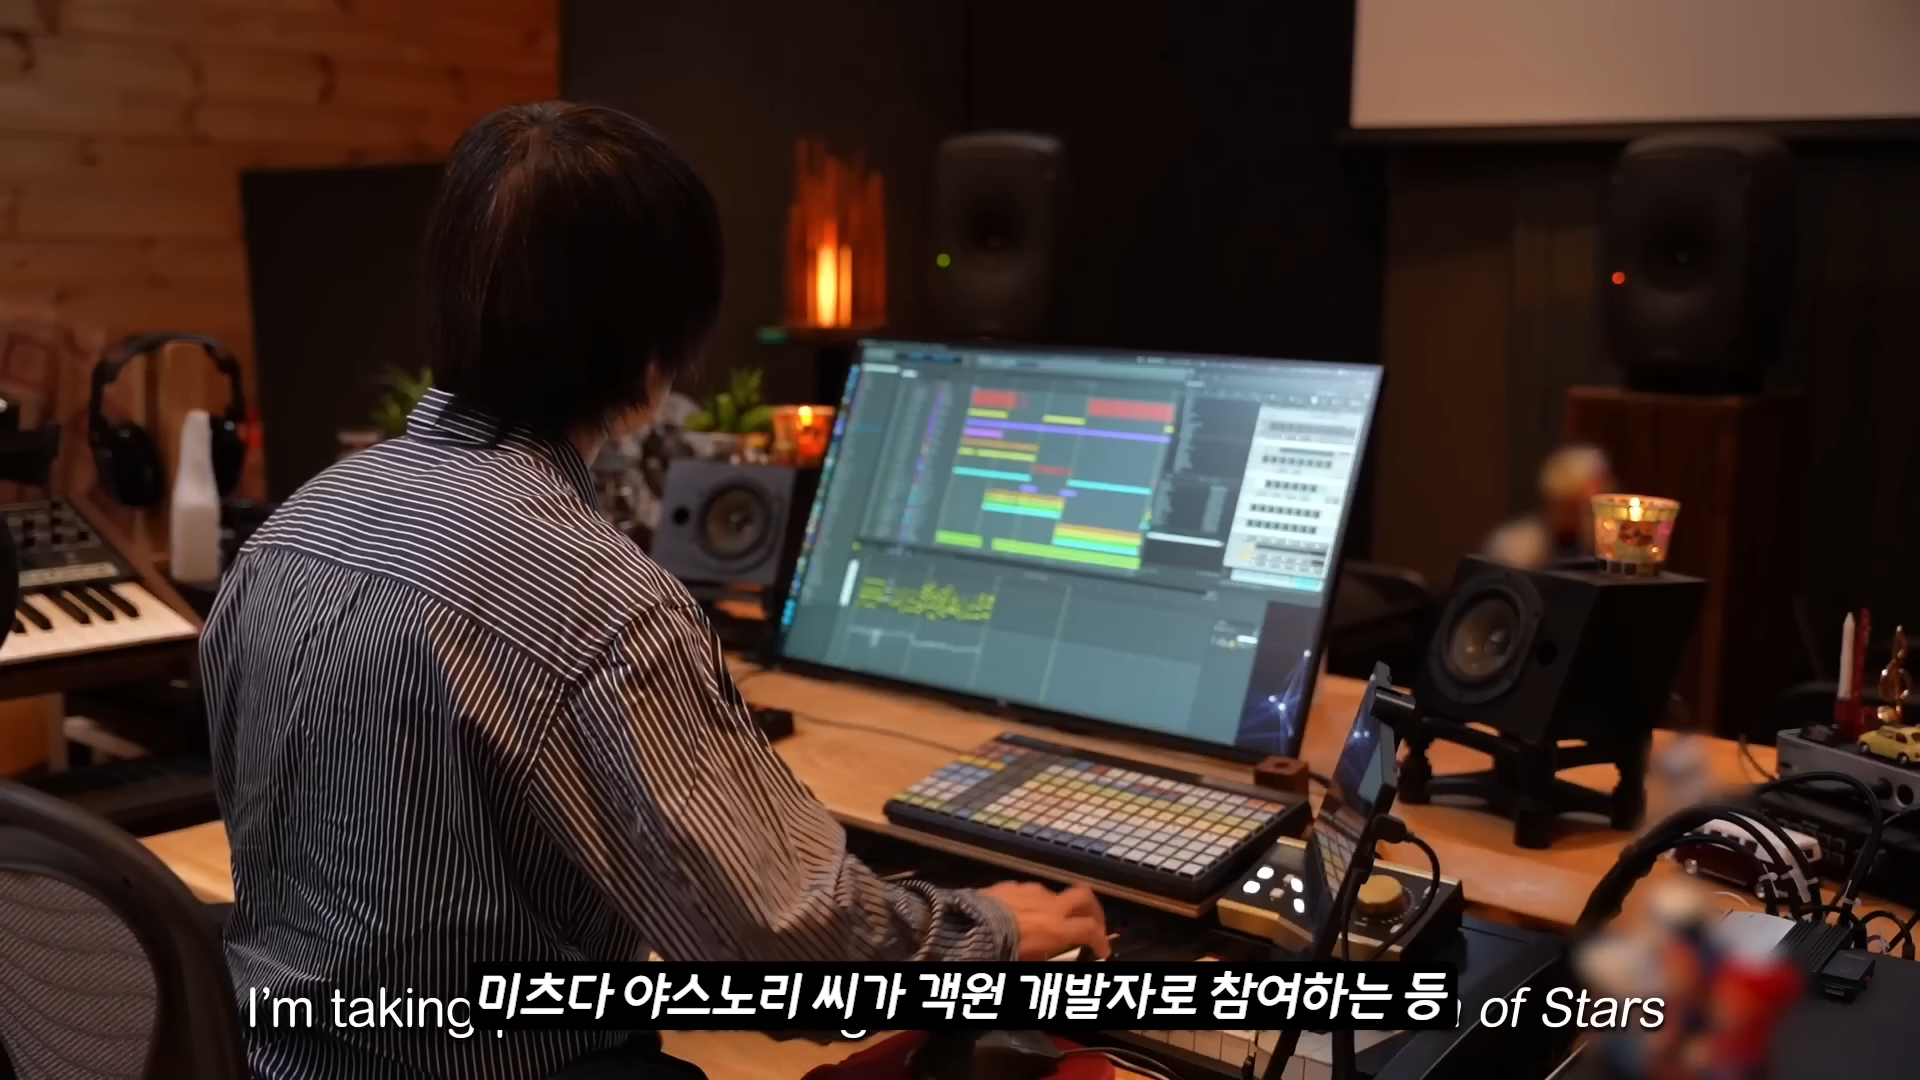 미츠다 야스노리 씨가 객원 개발자로 참여하는 등
I'm taking of Stars